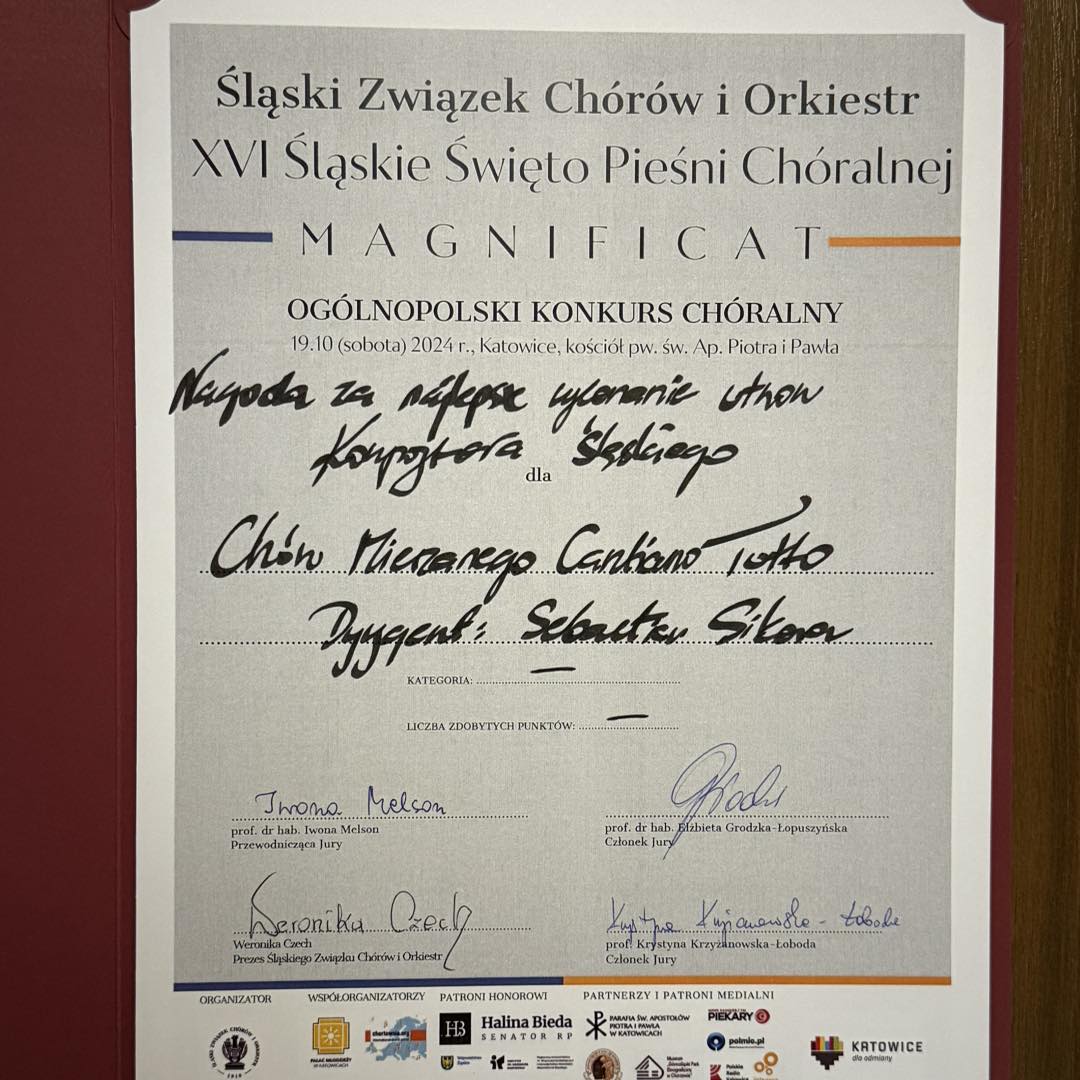 Śląski Związek Chórów i Orkiestr
XVI Śląskie Święto Pieśni Chóralnej
MAGNIFICAT
OGÓLNOPOLSKI KONKURS CHÓRALNY
19.10 (sobota) 2024 r., Katowice, kościół pw. św. Ap. Piotra i Pawła
Nagroda za najlepsze wykonanie utworu
Kompozytora Śląskiego
dla
Chóru Mieszanego Cantiamo Tutto
Dyrygent: Sebastian Sikora
KATEGORIA: —
LICZBA ZDOBYTYCH PUNKTÓW: —
Iwona Melson
prof. dr hab. Iwona Melson
Przewodnicząca Jury
prof. dr hab. Elżbieta Grodzka-Łopuszyńska
Członek Jury
Weronika Czech
Weronika Czech
Prezes Śląskiego Związku Chórów i Orkiestr
Krystyna Krzyżanowska-Łoboda
prof. Krystyna Krzyżanowska-Łoboda
Członek Jury
ORGANIZATOR
WSPÓŁORGANIZATORZY
PATRONI HONOROWI
PARTNERZY I PATRONI MEDIALNI
PAŁAC MŁODZIEŻY
W KATOWICACH
HB
Halina Bieda
SENATOR RP
PARAFIA ŚW. APOSTOŁÓW
PIOTRA I PAWŁA
W KATOWICACH
PIEKARY
polmic.pl
KATOWICE
dla odmiany